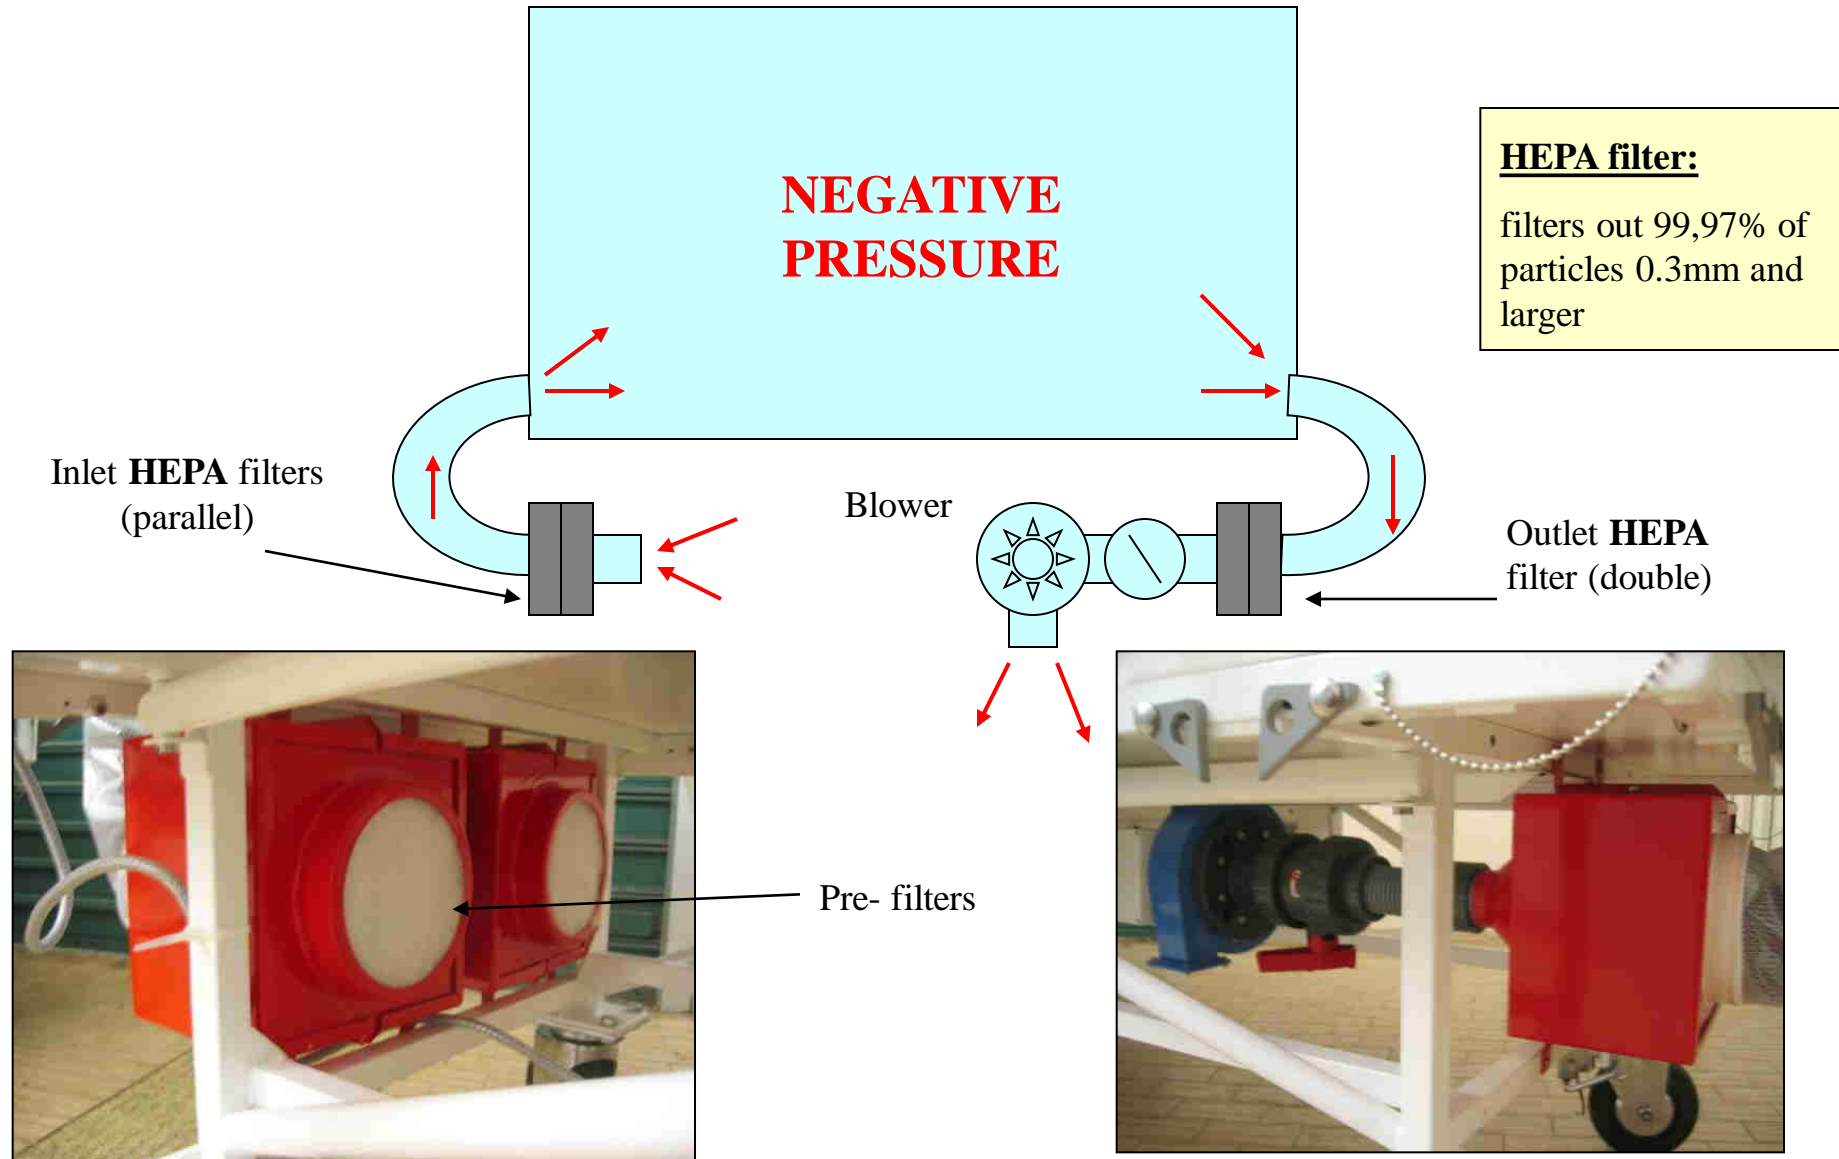 NEGATIVE
PRESSURE
HEPA filter:
filters out 99,97% of
particles 0.3mm and
larger
Inlet HEPA filters
(parallel)
Blower
Outlet HEPA
filter (double)
Pre- filters